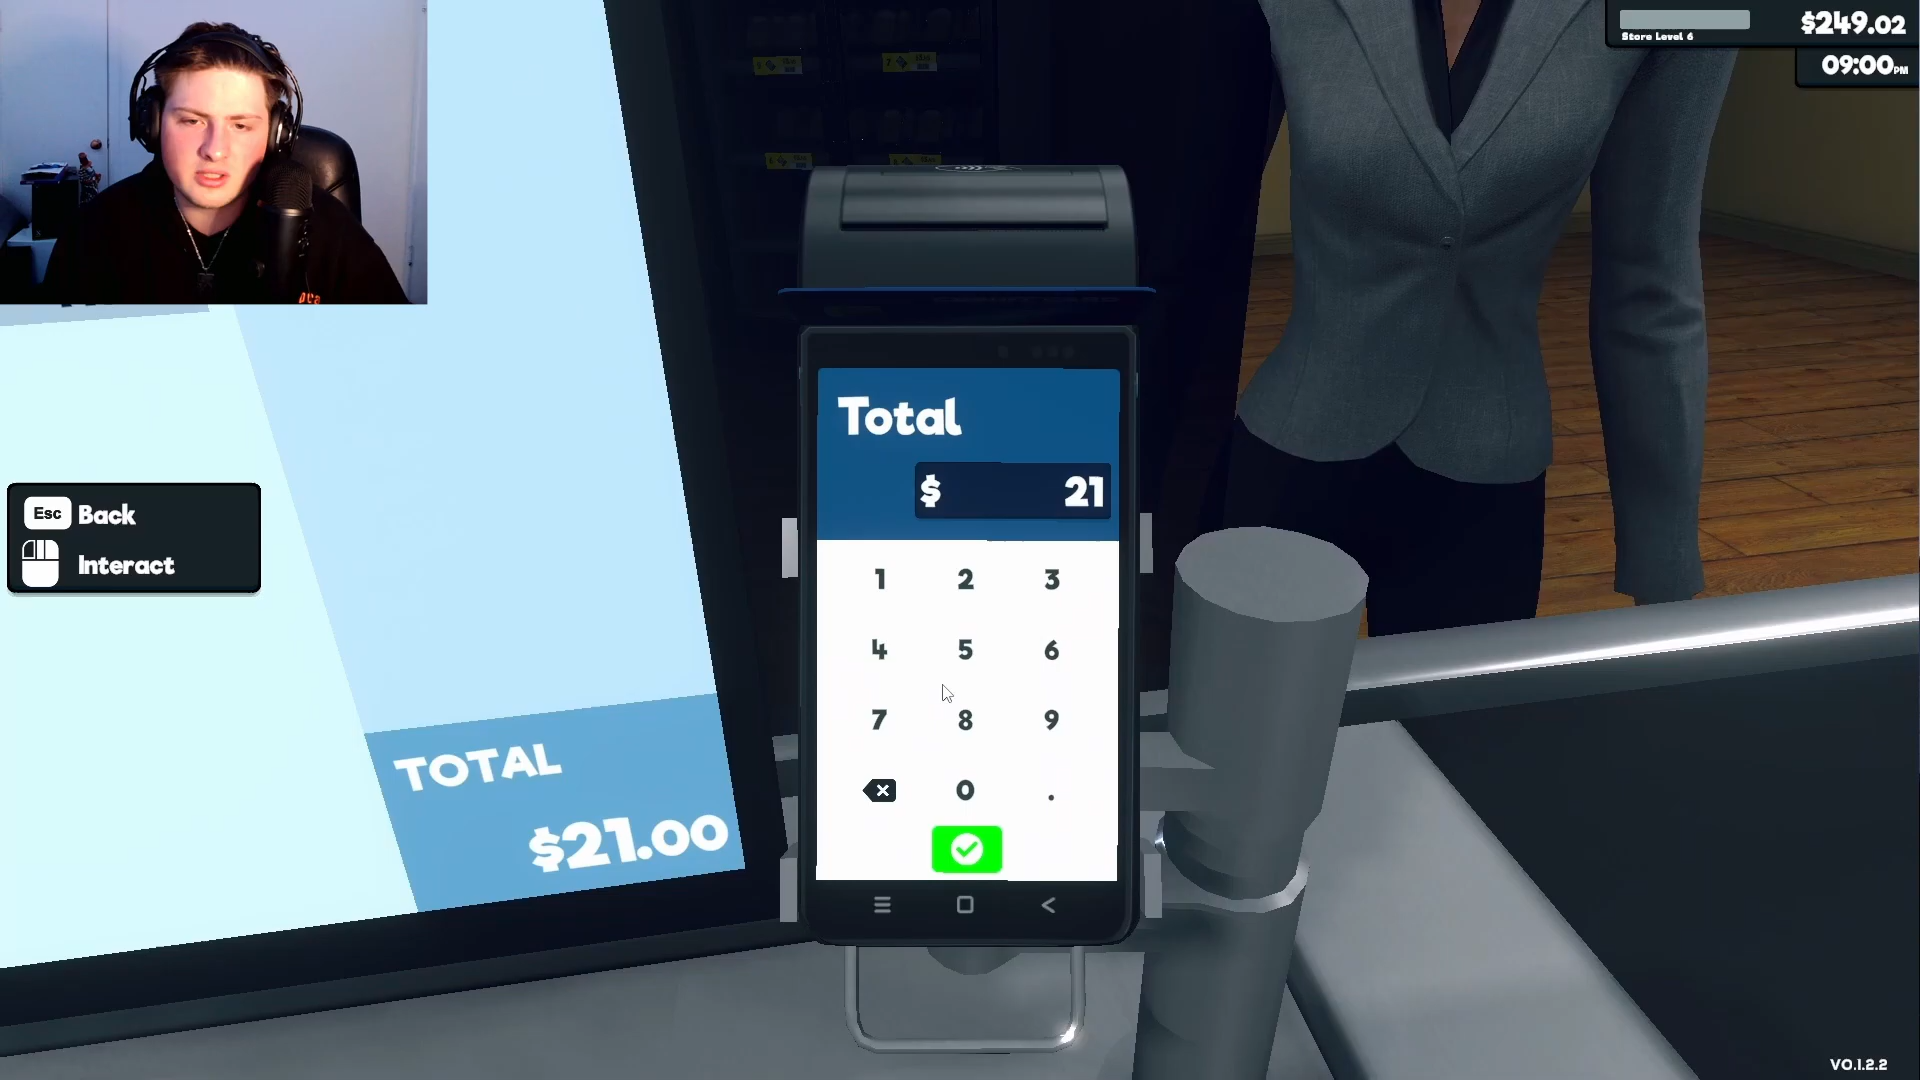 $249.02
Store Level 6
09:00PM
Total
$ 21
Esc Back
Interact
1 2 3
4 5 6
7 8 9
0 .
TOTAL
$21.00
V0.1.2.2